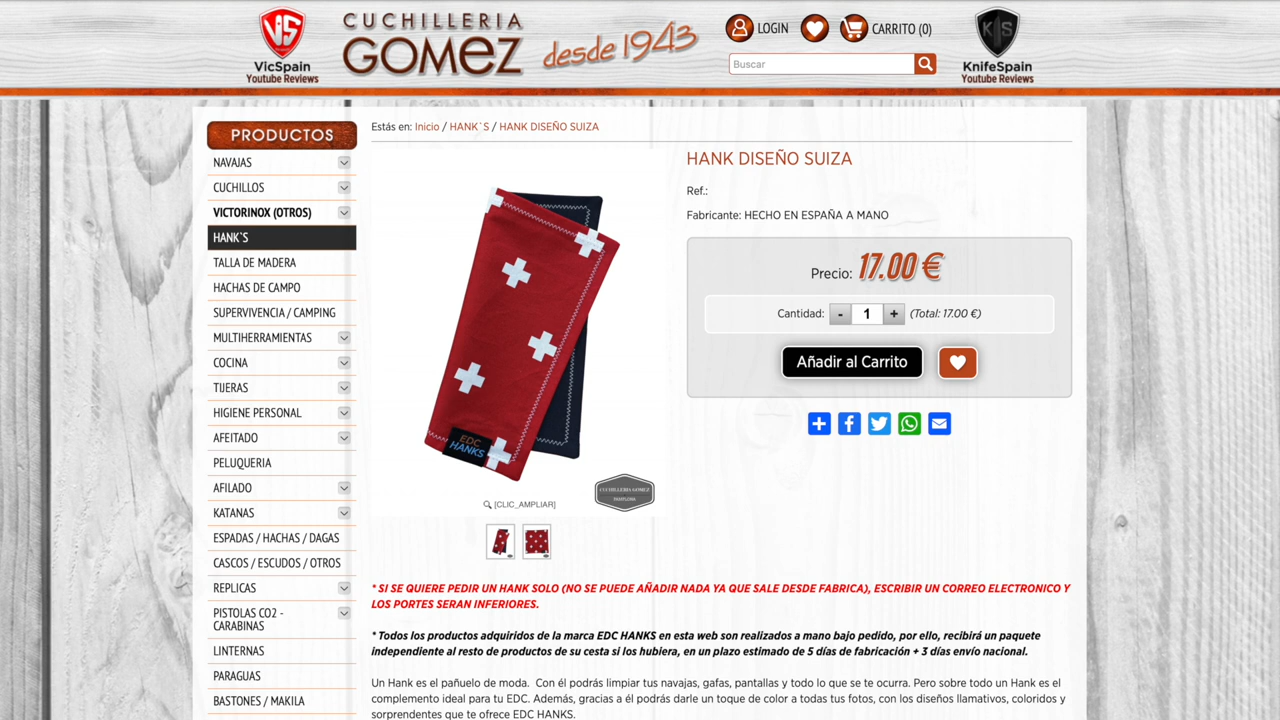 VS
VicSpain
Youtube Reviews
CUCHILLERIA
GOMEZ
desde 1943
LOGIN
CARRITO (0)
Buscar
KS
KnifeSpain
Youtube Reviews
PRODUCTOS
NAVAJAS
CUCHILLOS
VICTORINOX (OTROS)
HANK`S
TALLA DE MADERA
HACHAS DE CAMPO
SUPERVIVENCIA / CAMPING
MULTIHERRAMIENTAS
COCINA
TIJERAS
HIGIENE PERSONAL
AFEITADO
PELUQUERIA
AFILADO
KATANAS
ESPADAS / HACHAS / DAGAS
CASCOS / ESCUDOS / OTROS
REPLICAS
PISTOLAS CO2 -
CARABINAS
LINTERNAS
PARAGUAS
BASTONES / MAKILA
Estás en: Inicio / HANK`S / HANK DISEÑO SUIZA
EDC
HANKS
CUCHILLERIA GOMEZ
PAMPLONA
[CLIC_AMPLIAR]
HANK DISEÑO SUIZA
Ref.:
Fabricante: HECHO EN ESPAÑA A MANO
Precio: 17.00 €
Cantidad: - 1 + (Total: 17.00 €)
Añadir al Carrito
* SI SE QUIERE PEDIR UN HANK SOLO (NO SE PUEDE AÑADIR NADA YA QUE SALE DESDE FABRICA), ESCRIBIR UN CORREO ELECTRONICO Y
LOS PORTES SERAN INFERIORES.
* Todos los productos adquiridos de la marca EDC HANKS en esta web son realizados a mano bajo pedido, por ello, recibirá un paquete
independiente al resto de productos de su cesta si los hubiera, en un plazo estimado de 5 días de fabricación + 3 días envío nacional.
Un Hank es el pañuelo de moda.  Con él podrás limpiar tus navajas, gafas, pantallas y todo lo que se te ocurra. Pero sobre todo un Hank es el
complemento ideal para tu EDC. Además, gracias a él podrás darle un toque de color a todas tus fotos, con los diseños llamativos, coloridos y
sorprendentes que te ofrece EDC HANKS.